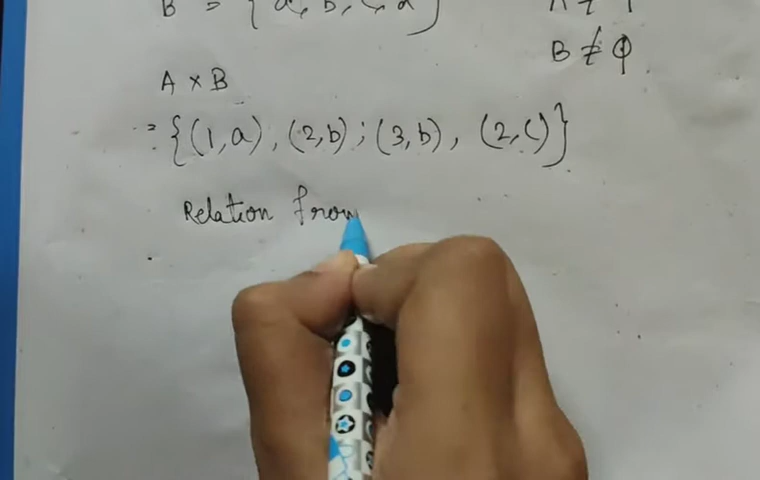 B = {a, b, c, d}
B ≠ φ
A × B
= {(1, a), (2, b); (3, b), (2, c)}
Relation from